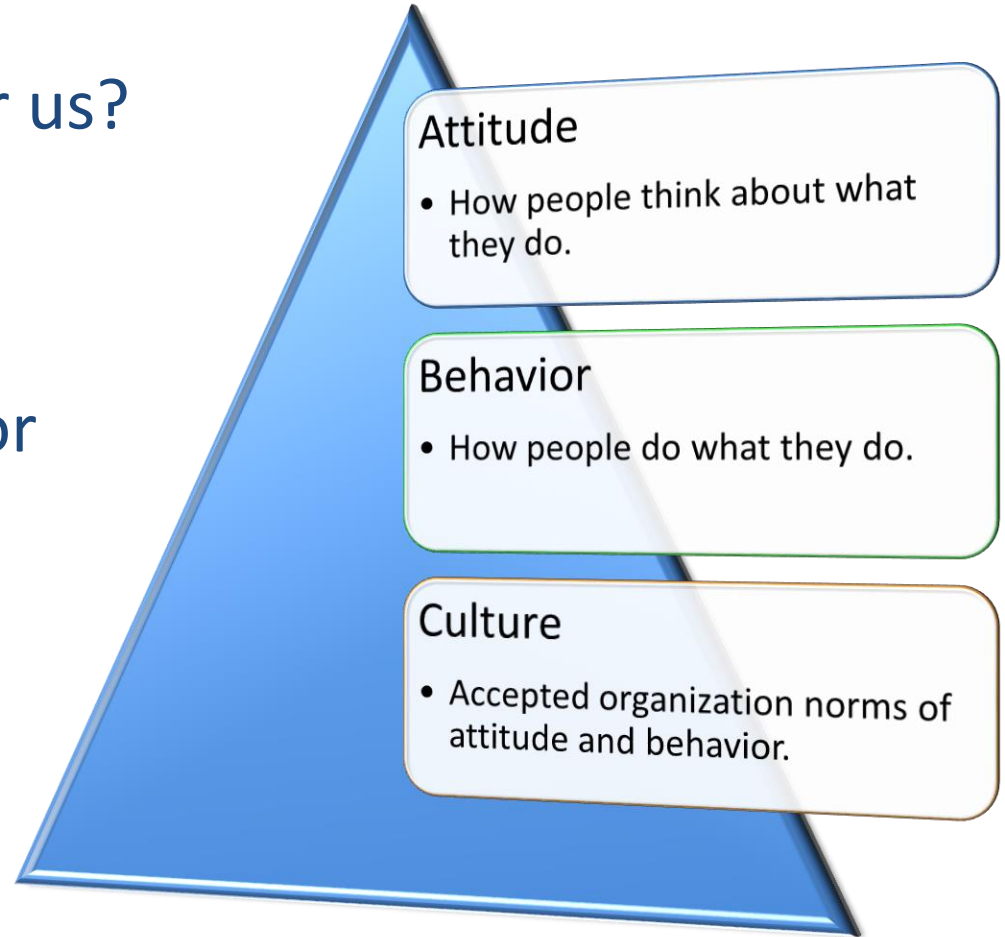 r us?
or
Attitude
• How people think about what
they do.
Behavior
• How people do what they do.
Culture
• Accepted organization norms of
attitude and behavior.